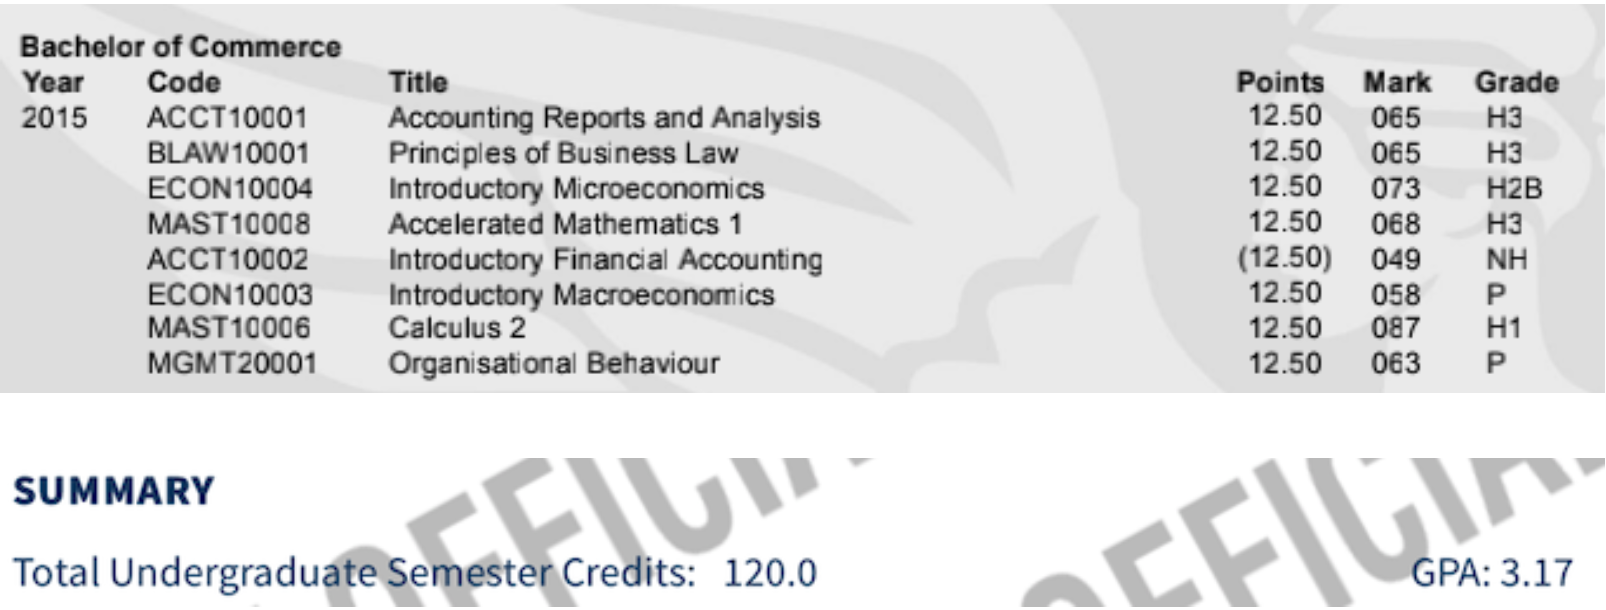 Bachelor of Commerce
Year Code Title Points Mark Grade
2015 ACCT10001 Accounting Reports and Analysis 12.50 065 H3
BLAW10001 Principles of Business Law 12.50 065 H3
ECON10004 Introductory Microeconomics 12.50 073 H2B
MAST10008 Accelerated Mathematics 1 12.50 068 H3
ACCT10002 Introductory Financial Accounting (12.50) 049 NH
ECON10003 Introductory Macroeconomics 12.50 058 P
MAST10006 Calculus 2 12.50 087 H1
MGMT20001 Organisational Behaviour 12.50 063 P
SUMMARY
Total Undergraduate Semester Credits: 120.0 GPA: 3.17